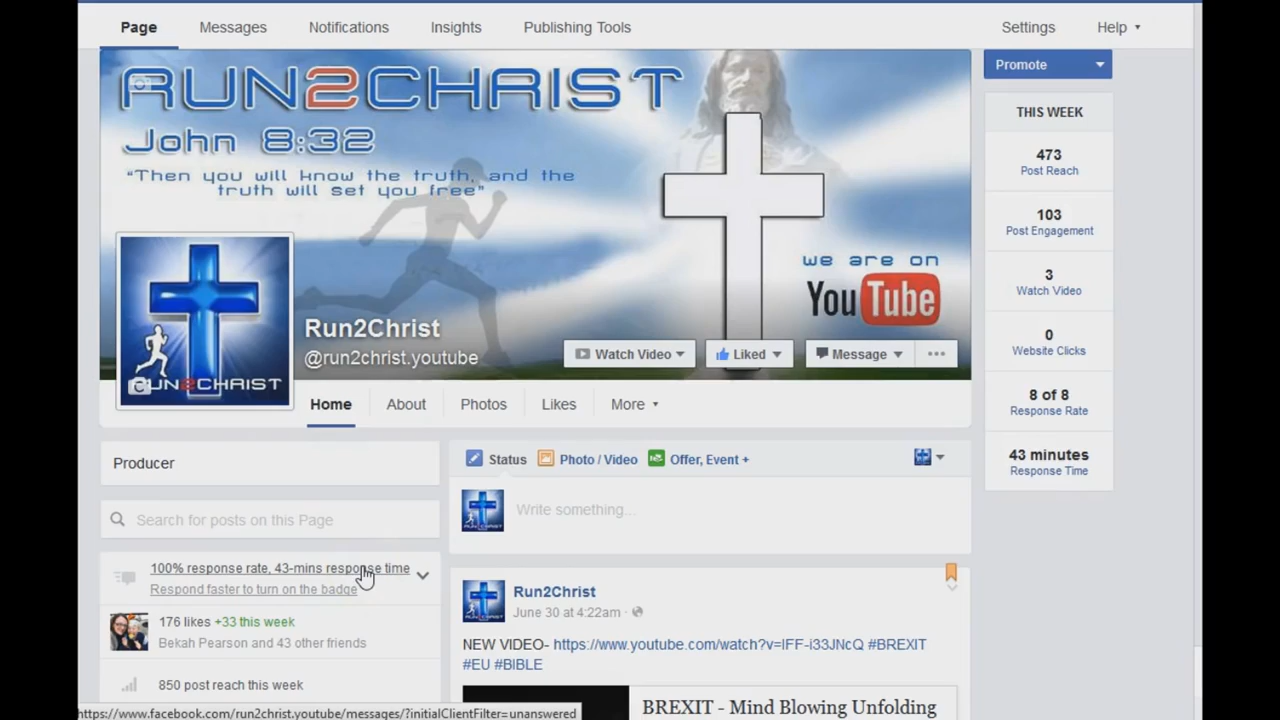 Page Messages Notifications Insights Publishing Tools Settings Help
RUN2CHRIST
John 8:32
"Then you will know the truth, and the
truth will set you free"
we are on
YouTube
RUN2CHRIST
Run2Christ
@run2christ.youtube
Watch Video Liked Message ...
Home About Photos Likes More
Promote
THIS WEEK
473
Post Reach
103
Post Engagement
3
Watch Video
0
Website Clicks
8 of 8
Response Rate
43 minutes
Response Time
Producer
Search for posts on this Page
100% response rate, 43-mins response time
Respond faster to turn on the badge
176 likes +33 this week
Bekah Pearson and 43 other friends
850 post reach this week
Status Photo / Video Offer, Event +
Write something...
Run2Christ
June 30 at 4:22am ·
NEW VIDEO- https://www.youtube.com/watch?v=IFF-i33JNcQ #BREXIT
#EU #BIBLE
BREXIT - Mind Blowing Unfolding
https://www.facebook.com/run2christ.youtube/messages/?initialClientFilter=unanswered